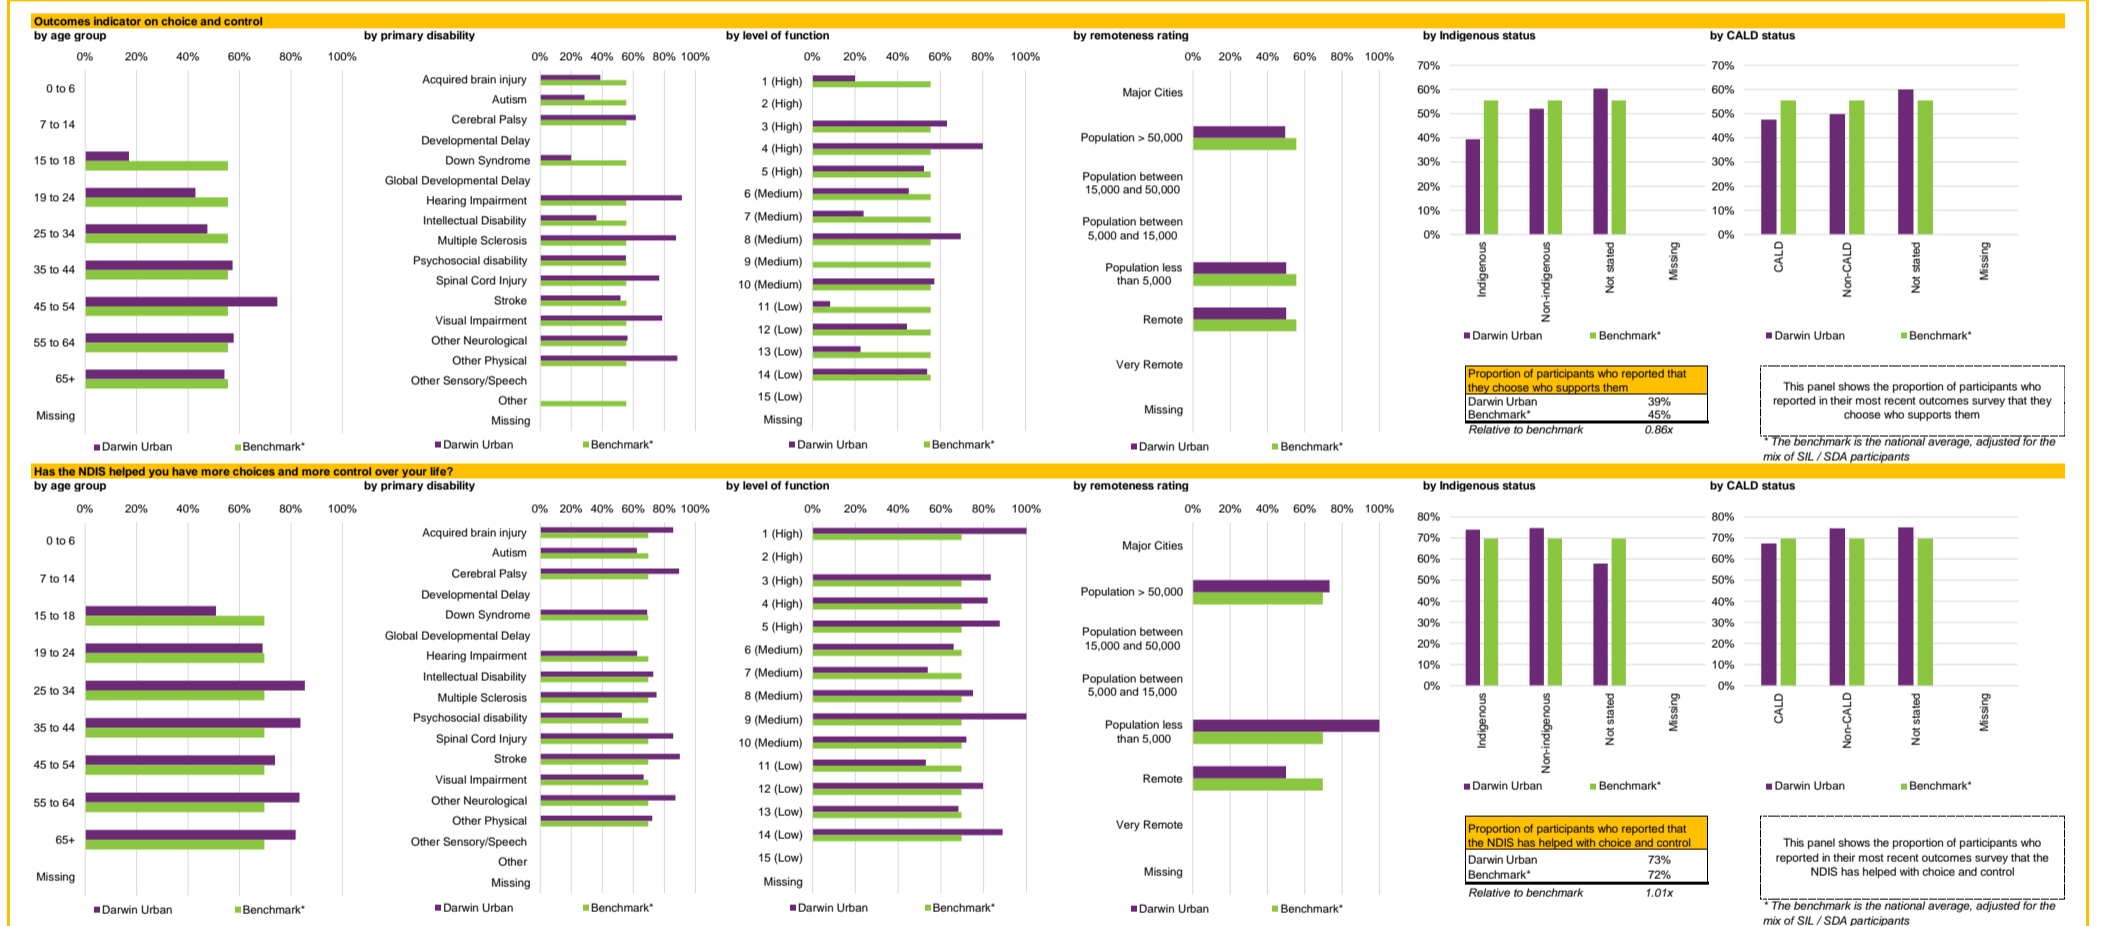 Outcomes indicator on choice and control
by age group
0% 20% 40% 60% 80% 100%
0 to 6
7 to 14
15 to 18
19 to 24
25 to 34
35 to 44
45 to 54
55 to 64
65+
Missing
Darwin Urban Benchmark*
by primary disability
0% 20% 40% 60% 80% 100%
Acquired brain injury
Autism
Cerebral Palsy
Developmental Delay
Down Syndrome
Global Developmental Delay
Hearing Impairment
Intellectual Disability
Multiple Sclerosis
Psychosocial disability
Spinal Cord Injury
Stroke
Visual Impairment
Other Neurological
Other Physical
Other Sensory/Speech
Other
Missing
Darwin Urban Benchmark*
by level of function
0% 20% 40% 60% 80% 100%
1 (High)
2 (High)
3 (High)
4 (High)
5 (High)
6 (Medium)
7 (Medium)
8 (Medium)
9 (Medium)
10 (Medium)
11 (Low)
12 (Low)
13 (Low)
14 (Low)
15 (Low)
Missing
Darwin Urban Benchmark*
by remoteness rating
0% 20% 40% 60% 80% 100%
Major Cities
Population > 50,000
Population between
15,000 and 50,000
Population between
5,000 and 15,000
Population less
than 5,000
Remote
Very Remote
Missing
Darwin Urban Benchmark*
by Indigenous status
70%
60%
50%
40%
30%
20%
10%
0%
Indigenous
Non-indigenous
Not stated
Missing
Darwin Urban Benchmark*
by CALD status
70%
60%
50%
40%
30%
20%
10%
0%
CALD
Non-CALD
Not stated
Missing
Darwin Urban Benchmark*
Proportion of participants who reported that
they choose who supports them
Darwin Urban 39%
Benchmark* 45%
Relative to benchmark 0.86x
This panel shows the proportion of participants who
reported in their most recent outcomes survey that they
choose who supports them
* The benchmark is the national average, adjusted for the
mix of SIL / SDA participants
Has the NDIS helped you have more choices and more control over your life?
by age group
0% 20% 40% 60% 80% 100%
0 to 6
7 to 14
15 to 18
19 to 24
25 to 34
35 to 44
45 to 54
55 to 64
65+
Missing
Darwin Urban Benchmark*
by primary disability
0% 20% 40% 60% 80% 100%
Acquired brain injury
Autism
Cerebral Palsy
Developmental Delay
Down Syndrome
Global Developmental Delay
Hearing Impairment
Intellectual Disability
Multiple Sclerosis
Psychosocial disability
Spinal Cord Injury
Stroke
Visual Impairment
Other Neurological
Other Physical
Other Sensory/Speech
Other
Missing
Darwin Urban Benchmark*
by level of function
0% 20% 40% 60% 80% 100%
1 (High)
2 (High)
3 (High)
4 (High)
5 (High)
6 (Medium)
7 (Medium)
8 (Medium)
9 (Medium)
10 (Medium)
11 (Low)
12 (Low)
13 (Low)
14 (Low)
15 (Low)
Missing
Darwin Urban Benchmark*
by remoteness rating
0% 20% 40% 60% 80% 100%
Major Cities
Population > 50,000
Population between
15,000 and 50,000
Population between
5,000 and 15,000
Population less
than 5,000
Remote
Very Remote
Missing
Darwin Urban Benchmark*
by Indigenous status
80%
70%
60%
50%
40%
30%
20%
10%
0%
Indigenous
Non-indigenous
Not stated
Missing
Darwin Urban Benchmark*
by CALD status
80%
70%
60%
50%
40%
30%
20%
10%
0%
CALD
Non-CALD
Not stated
Missing
Darwin Urban Benchmark*
Proportion of participants who reported that
the NDIS has helped with choice and control
Darwin Urban 73%
Benchmark* 72%
Relative to benchmark 1.01x
This panel shows the proportion of participants who
reported in their most recent outcomes survey that the
NDIS has helped with choice and control
* The benchmark is the national average, adjusted for the
mix of SIL / SDA participants